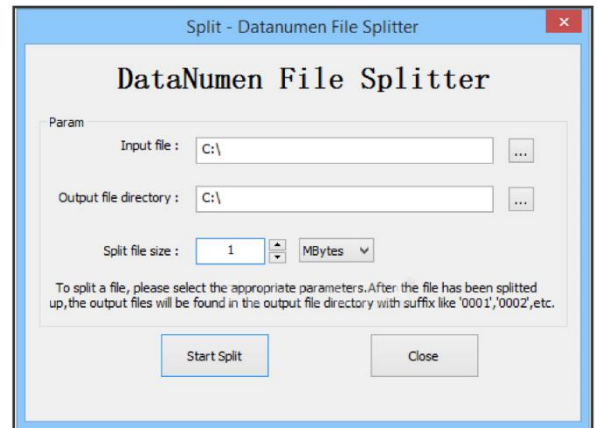 Split - Datanumen File Splitter
×
DataNumen File Splitter
Param
Input file :
C:\
...
Output file directory :
C:\
...
Split file size :
1
MBytes
To split a file, please select the appropriate parameters.After the file has been splitted
up,the output files will be found in the output file directory with suffix like '0001','0002',etc.
Start Split
Close